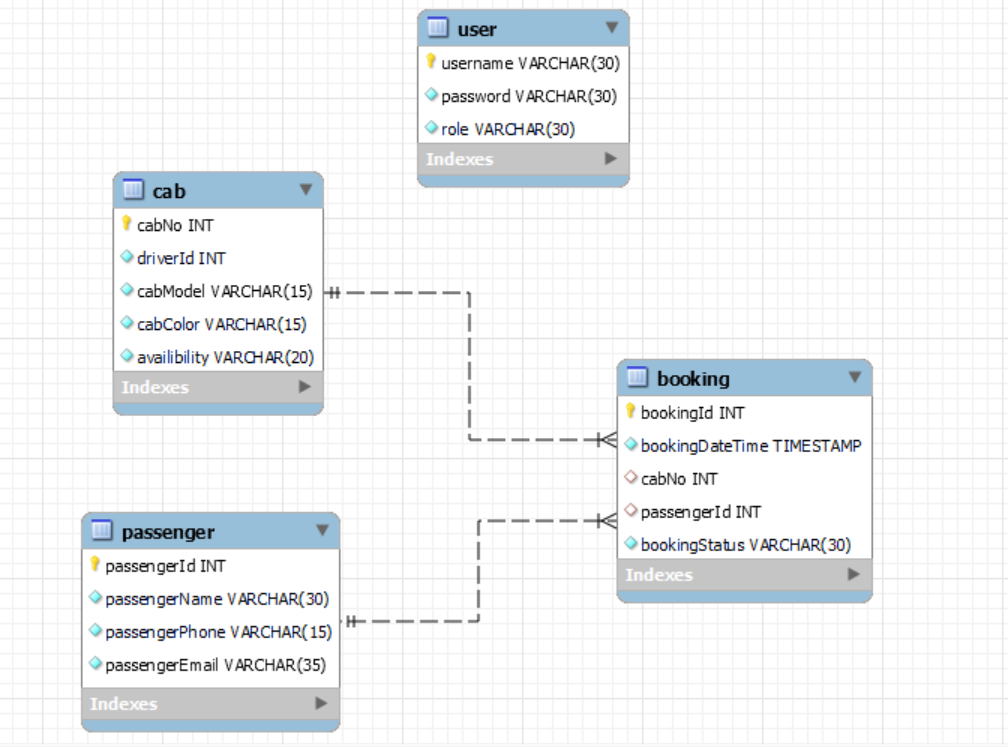 user
username VARCHAR(30)
password VARCHAR(30)
role VARCHAR(30)
Indexes
cab
cabNo INT
driverId INT
cabModel VARCHAR(15)
cabColor VARCHAR(15)
availibility VARCHAR(20)
Indexes
booking
bookingId INT
bookingDateTime TIMESTAMP
cabNo INT
passengerId INT
bookingStatus VARCHAR(30)
Indexes
passenger
passengerId INT
passengerName VARCHAR(30)
passengerPhone VARCHAR(15)
passengerEmail VARCHAR(35)
Indexes